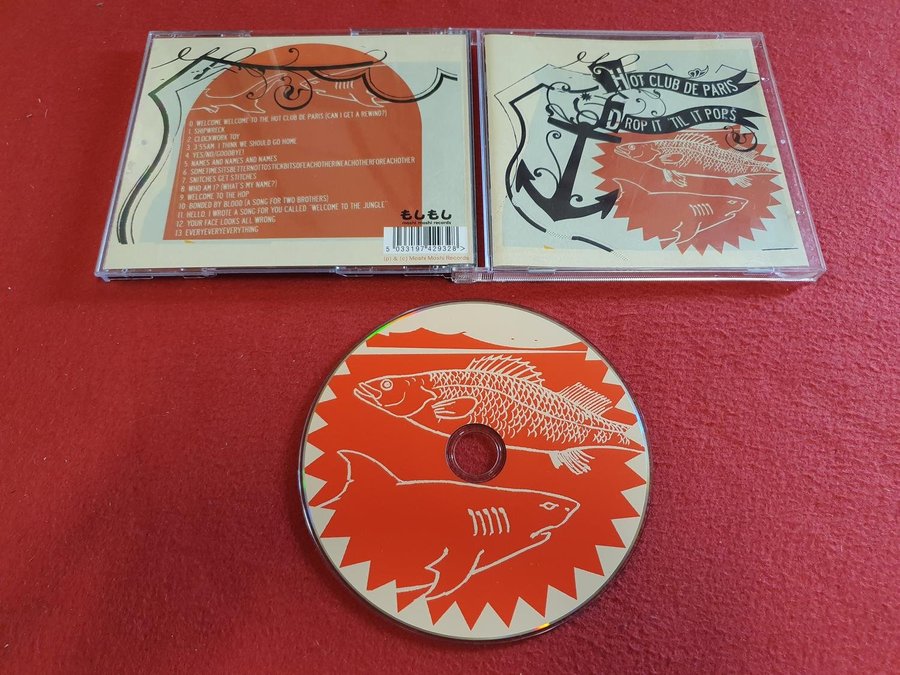 0. WELCOME WELCOME TO THE HOT CLUB DE PARIS (CAN I GET A REWIND?)
1. SHIPWRECK
2. CLOCKWORK TOY
3. 3.55AM I THINK WE SHOULD GO HOME
4. YES/NO/GOODBYE!
5. NAMES AND NAMES AND NAMES
6. SOMETIMESITSBETTERNOTTOSTICKBITSOFEACHOTHERINEACHOTHERFOREACHOTHER
7. SNITCHES GET STITCHES
8. WHO AM I? (WHAT'S MY NAME?)
9. WELCOME TO THE HOP
10. BONDED BY BLOOD (A SONG FOR TWO BROTHERS)
11. HELLO, I WROTE A SONG FOR YOU CALLED "WELCOME TO THE JUNGLE"
12. YOUR FACE LOOKS ALL WRONG
13. EVERYEVERYEVERYTHING
もしもし
moshi moshi records
5 033197 429328 >
(p) & (c) Moshi Moshi Records
HOT CLUB DE PARIS
DROP IT 'TIL IT POPS